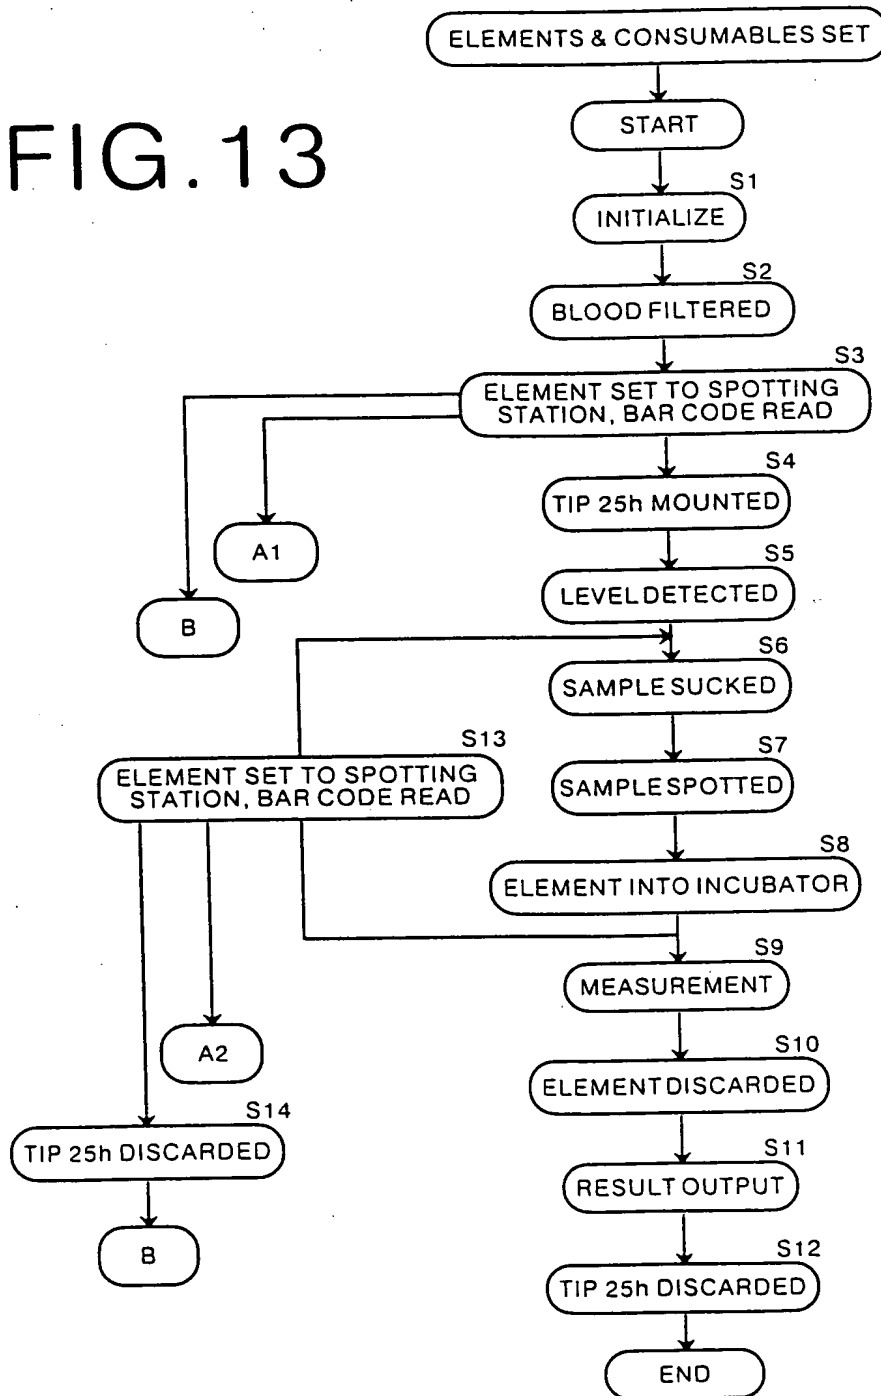 ELEMENTS & CONSUMABLES SET
FIG.13
START
S1
INITIALIZE
S2
BLOOD FILTERED
S3
ELEMENT SET TO SPOTTING
STATION, BAR CODE READ
S4
TIP 25h MOUNTED
A1
S5
LEVEL DETECTED
B
S6
SAMPLE SUCKED
S13
ELEMENT SET TO SPOTTING
STATION, BAR CODE READ
S7
SAMPLE SPOTTED
S8
ELEMENT INTO INCUBATOR
S9
MEASUREMENT
A2
S10
ELEMENT DISCARDED
S14
TIP 25h DISCARDED
S11
RESULT OUTPUT
B
S12
TIP 25h DISCARDED
END